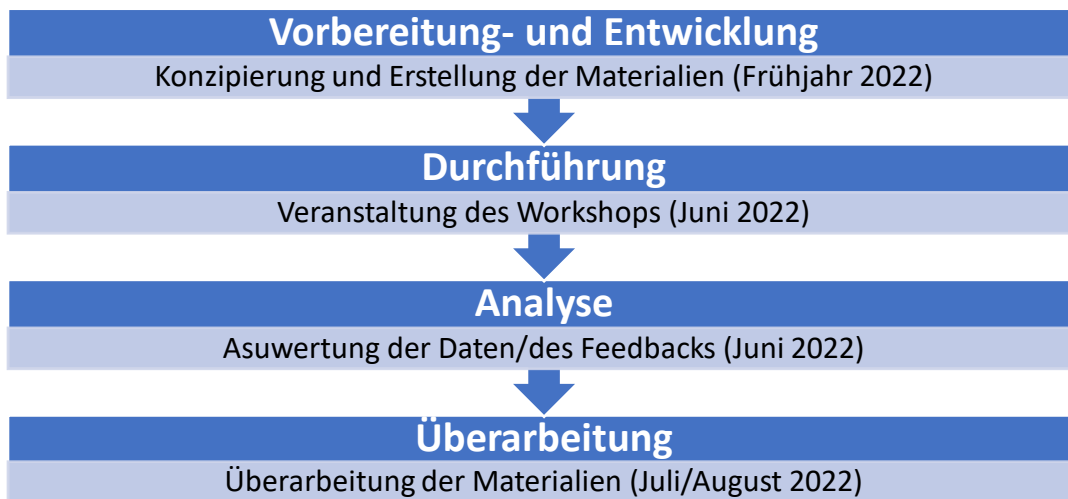 Vorbereitung- und Entwicklung
Konzipierung und Erstellung der Materialien (Frühjahr 2022)
Durchführung
Veranstaltung des Workshops (Juni 2022)
Analyse
Asuwertung der Daten/des Feedbacks (Juni 2022)
Überarbeitung
Überarbeitung der Materialien (Juli/August 2022)